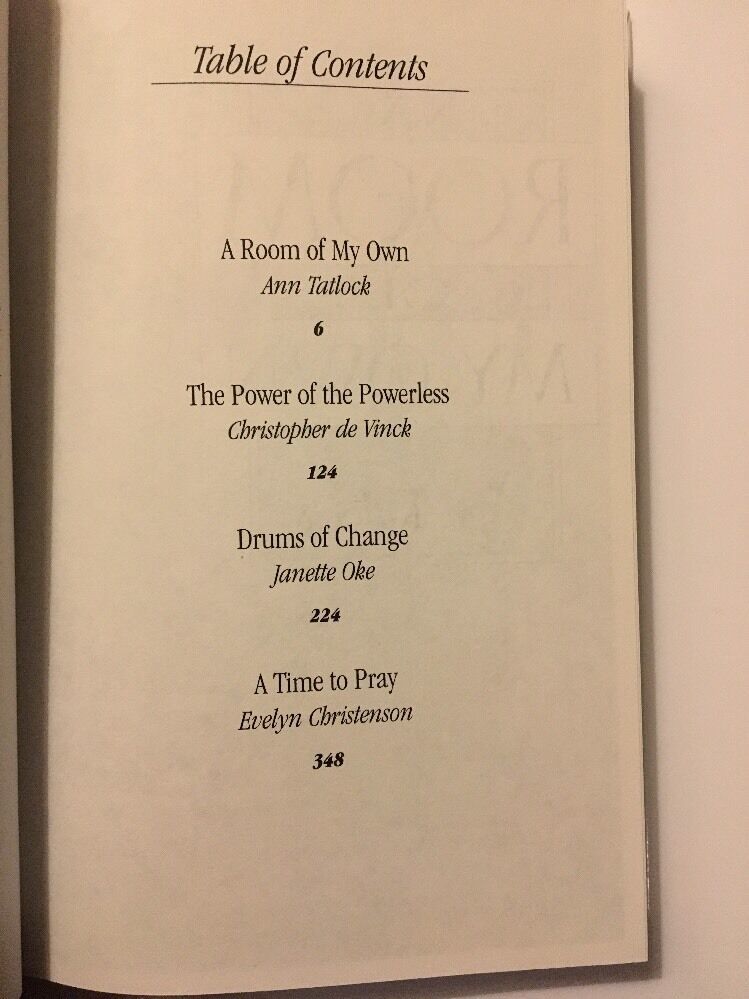 Table of Contents
A Room of My Own
Ann Tatlock
6
The Power of the Powerless
Christopher de Vinck
124
Drums of Change
Janette Oke
224
A Time to Pray
Evelyn Christenson
348